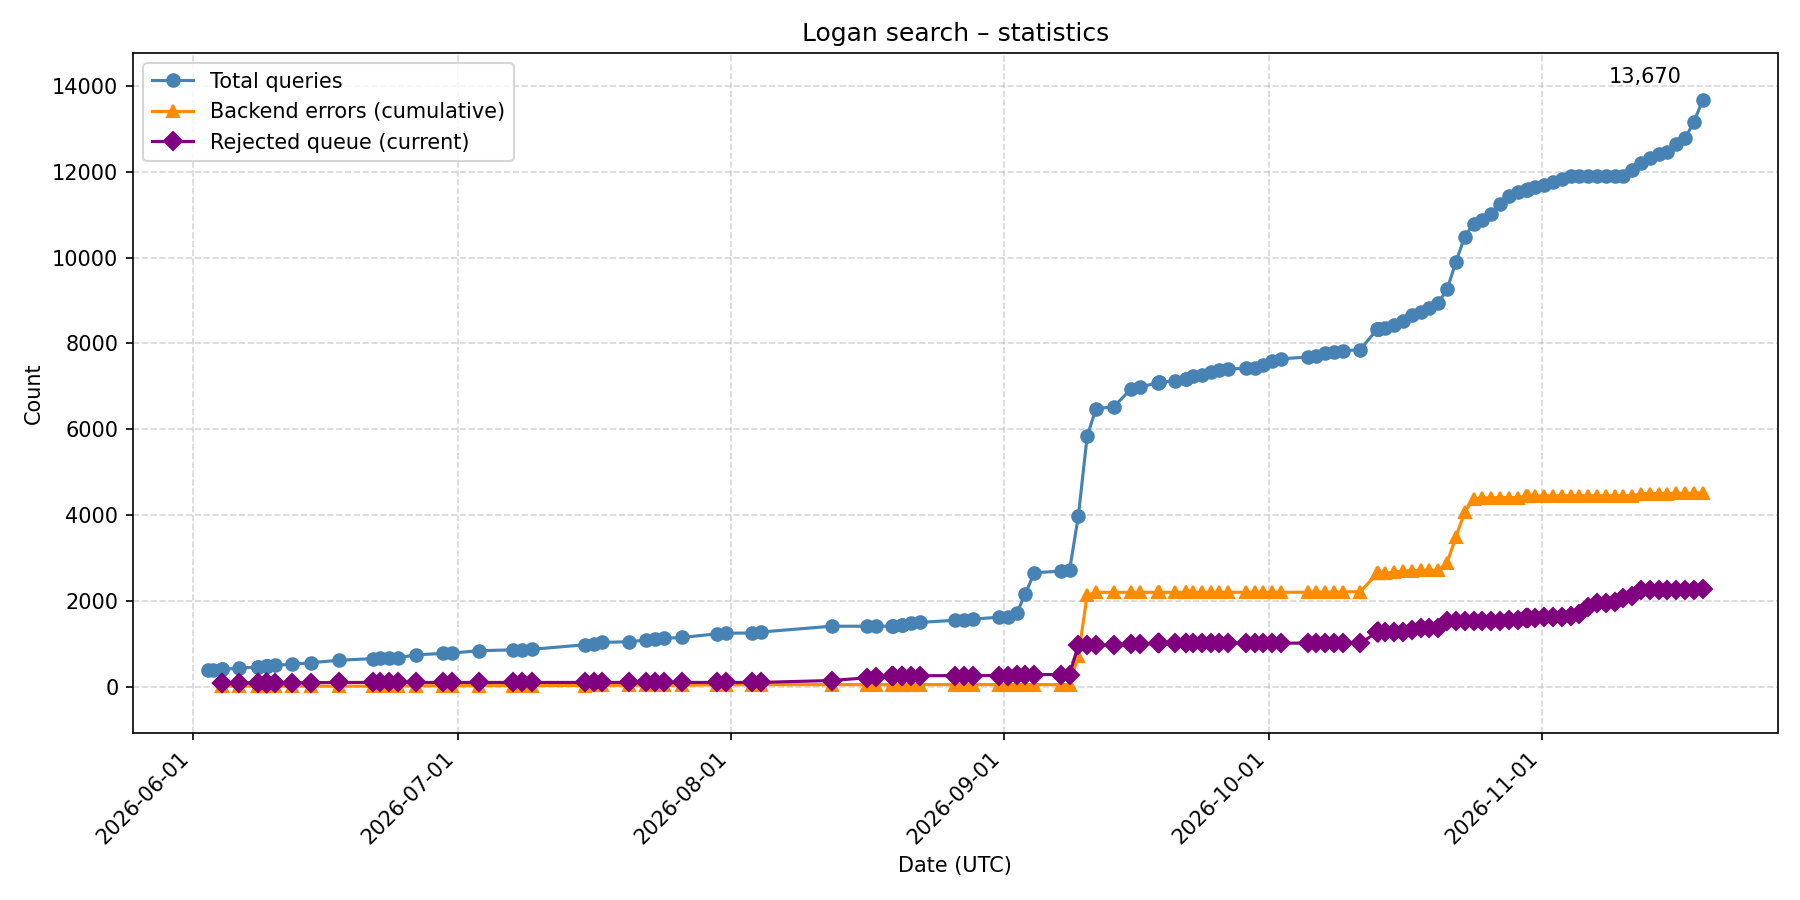 Logan search – statistics
Total queries
Backend errors (cumulative)
Rejected queue (current)
13,670
14000
12000
10000
8000
6000
4000
2000
0
Count
2026-06-01
2026-07-01
2026-08-01
2026-09-01
2026-10-01
2026-11-01
Date (UTC)